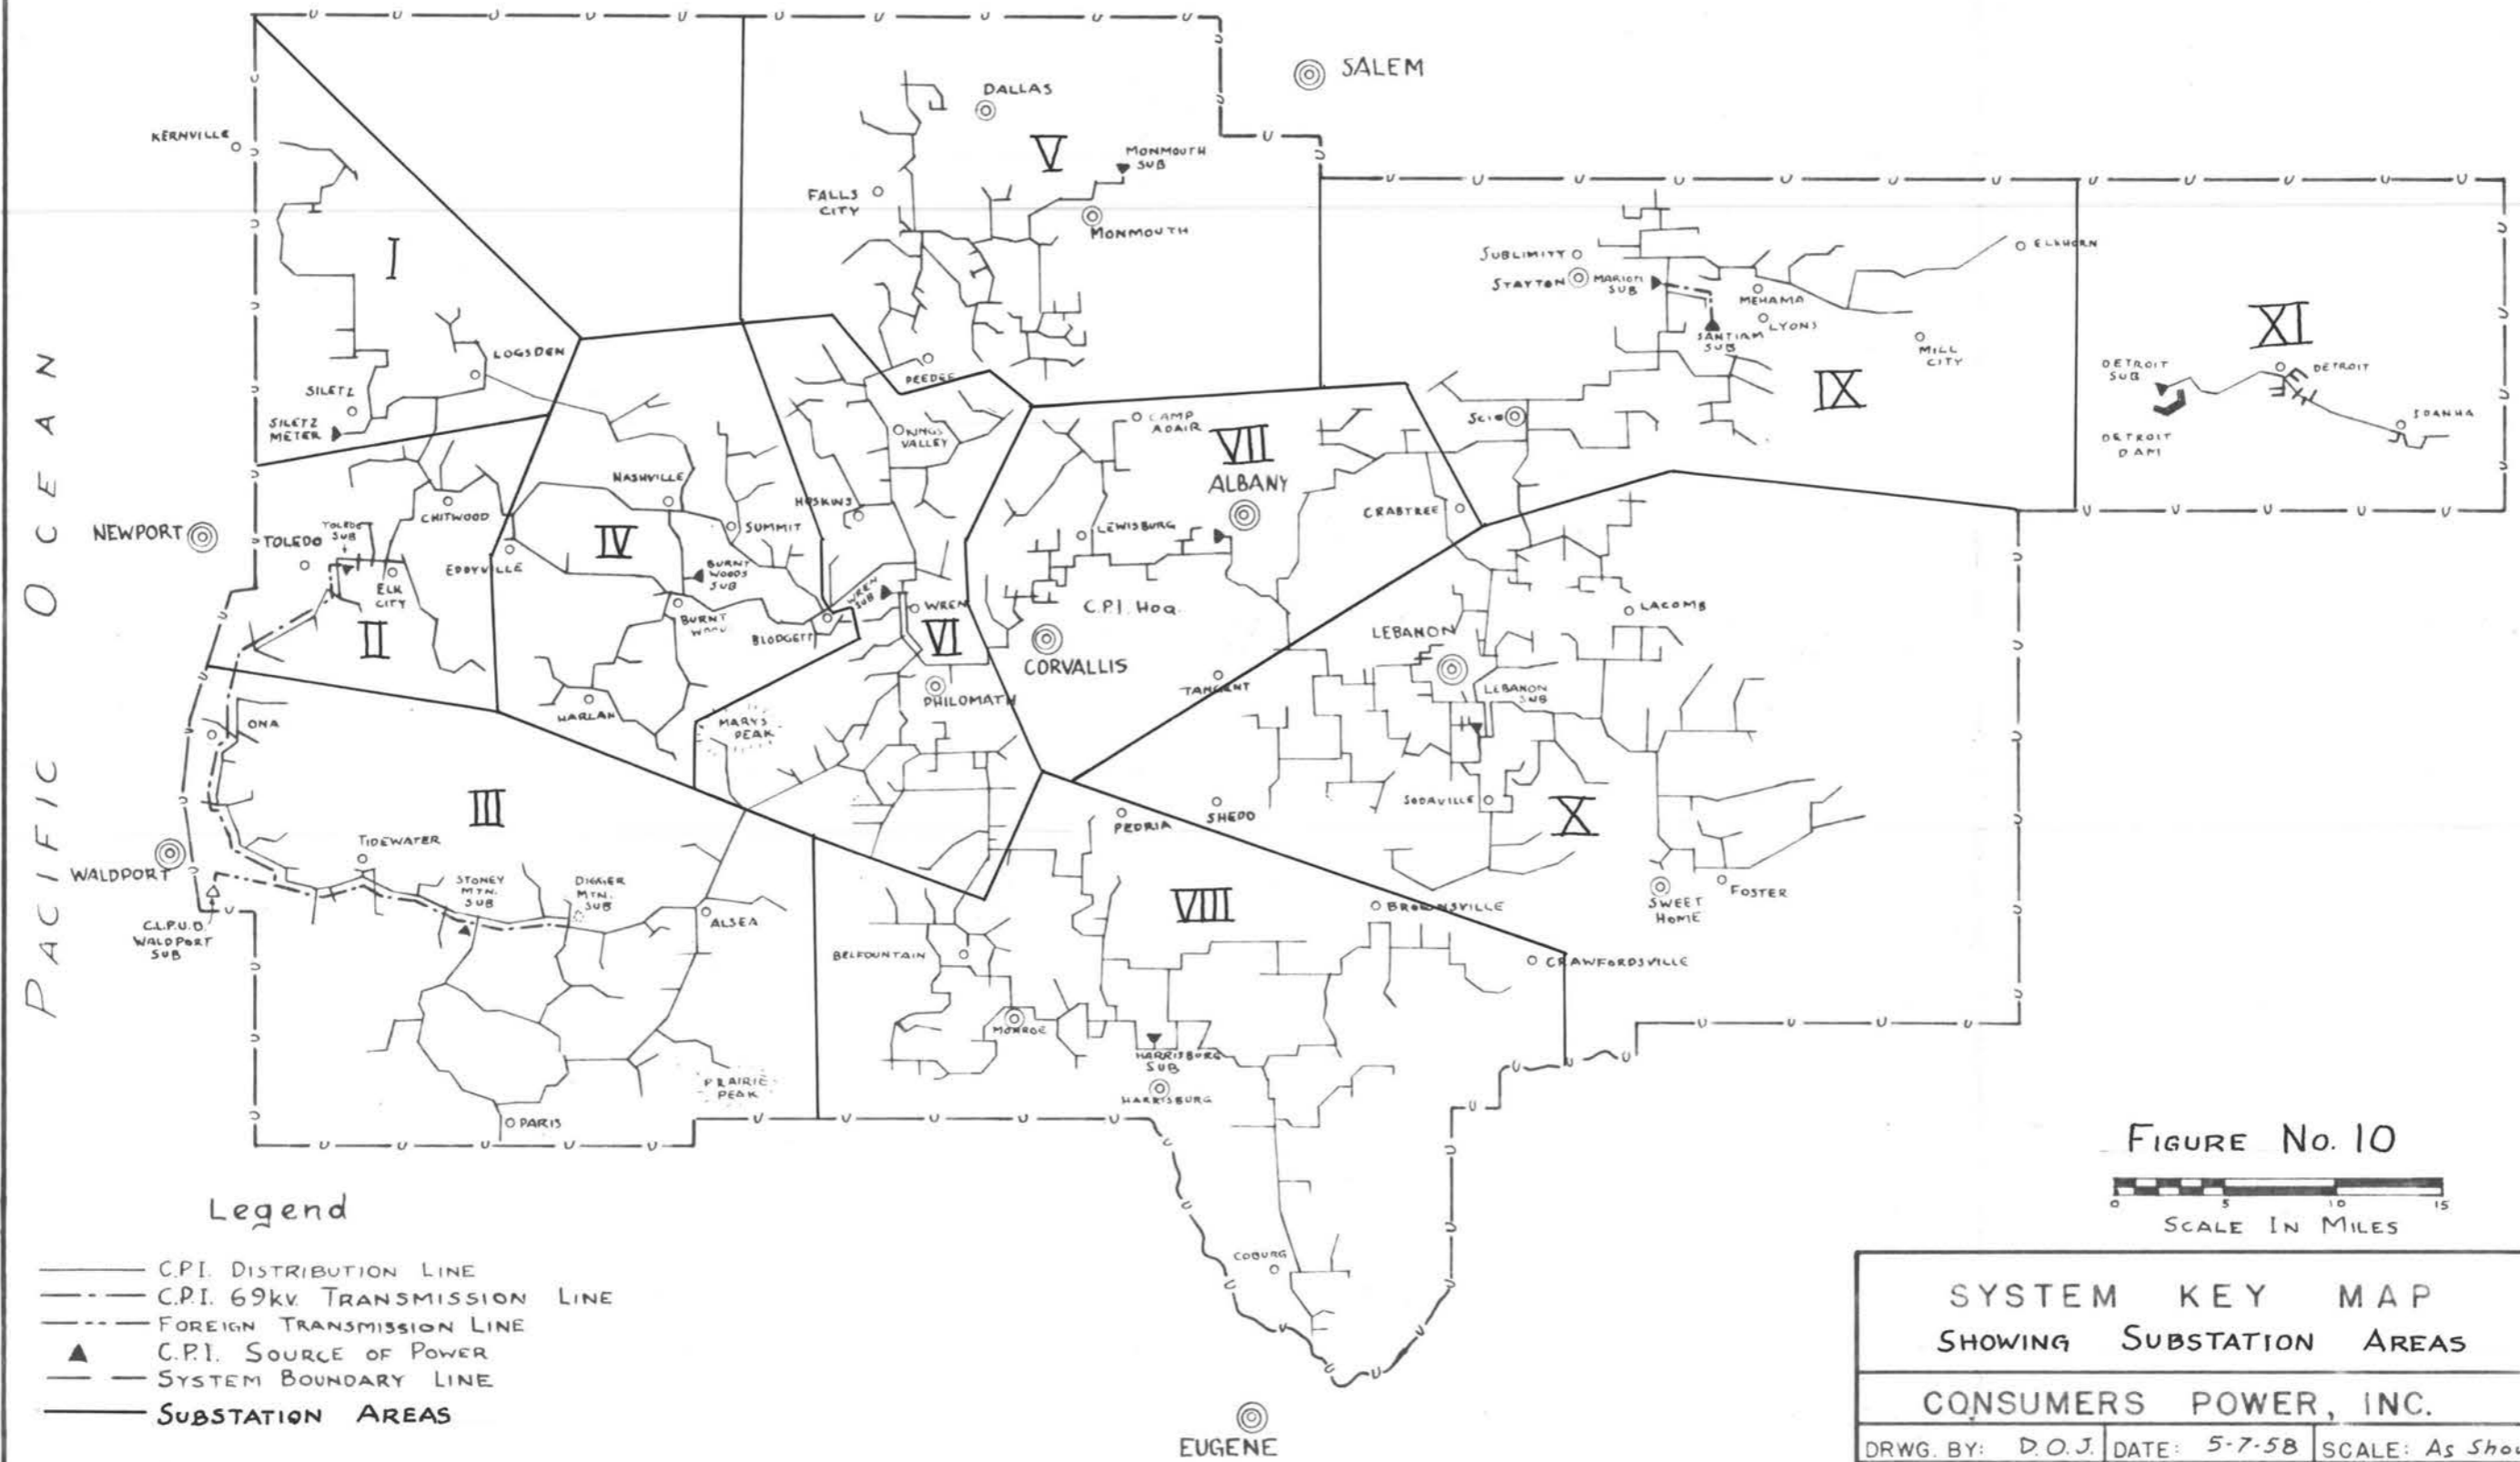 SALEM
DALLAS
KERNVILLE
V
MONMOUTH
SUB
FALLS
CITY
MONMOUTH
ELKHORN
SUBLIMITY
STAYTON
MARION
SUB
MEHAMA
LYONS
SANTIAM
SUB
MILL
CITY
XI
I
DETROIT
SUB
DETROIT
IDANHA
DETROIT
DAM
IX
LOGSDEN
PEEDEE
SILETZ
SILETZ
METER
KINGS
VALLEY
CAMP
ADAIR
VII
SCIO
ALBANY
NASHVILLE
HOSKINS
CHITWOOD
SUMMIT
CRABTREE
LEWISBURG
NEWPORT
TOLEDO
TOLEDO
SUB
IV
EDDYVILLE
BURNT
WOODS
SUB
ELK
CITY
WREN
SUB
WREN
C.P.I. HDQ.
LACOMB
BURNT
BLODGETT
II
VI
LEBANON
CORVALLIS
TANGENT
LEBANON
SUB
PHILOMATH
HARLAN
MARYS
PEAK
ONA
III
SODAVILLE
X
PEORIA
SHEDD
TIDEWATER
WALDPORT
STONEY
MTN.
SUB
DIGGER
MTN.
SUB
VIII
FOSTER
SWEET
HOME
BROWNSVILLE
ALSEA
C.L.P.U.D.
WALDPORT
SUB
BELFOUNTAIN
CRAWFORDSVILLE
MONROE
HARRISBURG
SUB
HARRISBURG
PRAIRIE
PEAK
PARIS
COBURG
EUGENE
PACIFIC OCEAN
Legend
C.P.I. DISTRIBUTION LINE
C.P.I. 69KV. TRANSMISSION LINE
FOREIGN TRANSMISSION LINE
C.P.I. SOURCE OF POWER
SYSTEM BOUNDARY LINE
SUBSTATION AREAS
FIGURE No. 10
0 5 10 15
SCALE IN MILES
SYSTEM KEY MAP
SHOWING SUBSTATION AREAS
CONSUMERS POWER, INC.
DRWG. BY: D.O.J. DATE: 5-7-58 SCALE: As Show